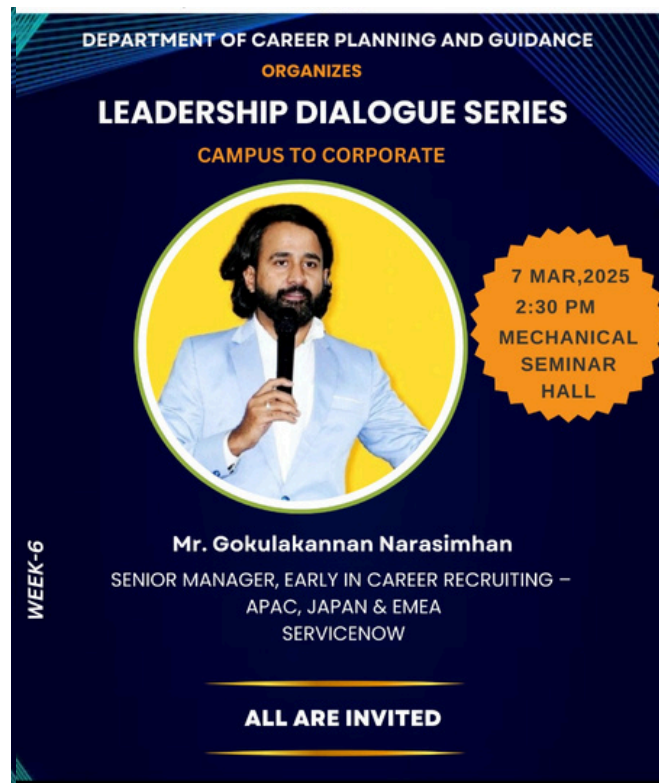 DEPARTMENT OF CAREER PLANNING AND GUIDANCE
ORGANIZES
LEADERSHIP DIALOGUE SERIES
CAMPUS TO CORPORATE
7 MAR,2025
2:30 PM
MECHANICAL
SEMINAR
HALL
WEEK-6
Mr. Gokulakannan Narasimhan
SENIOR MANAGER, EARLY IN CAREER RECRUITING –
APAC, JAPAN & EMEA
SERVICENOW
ALL ARE INVITED